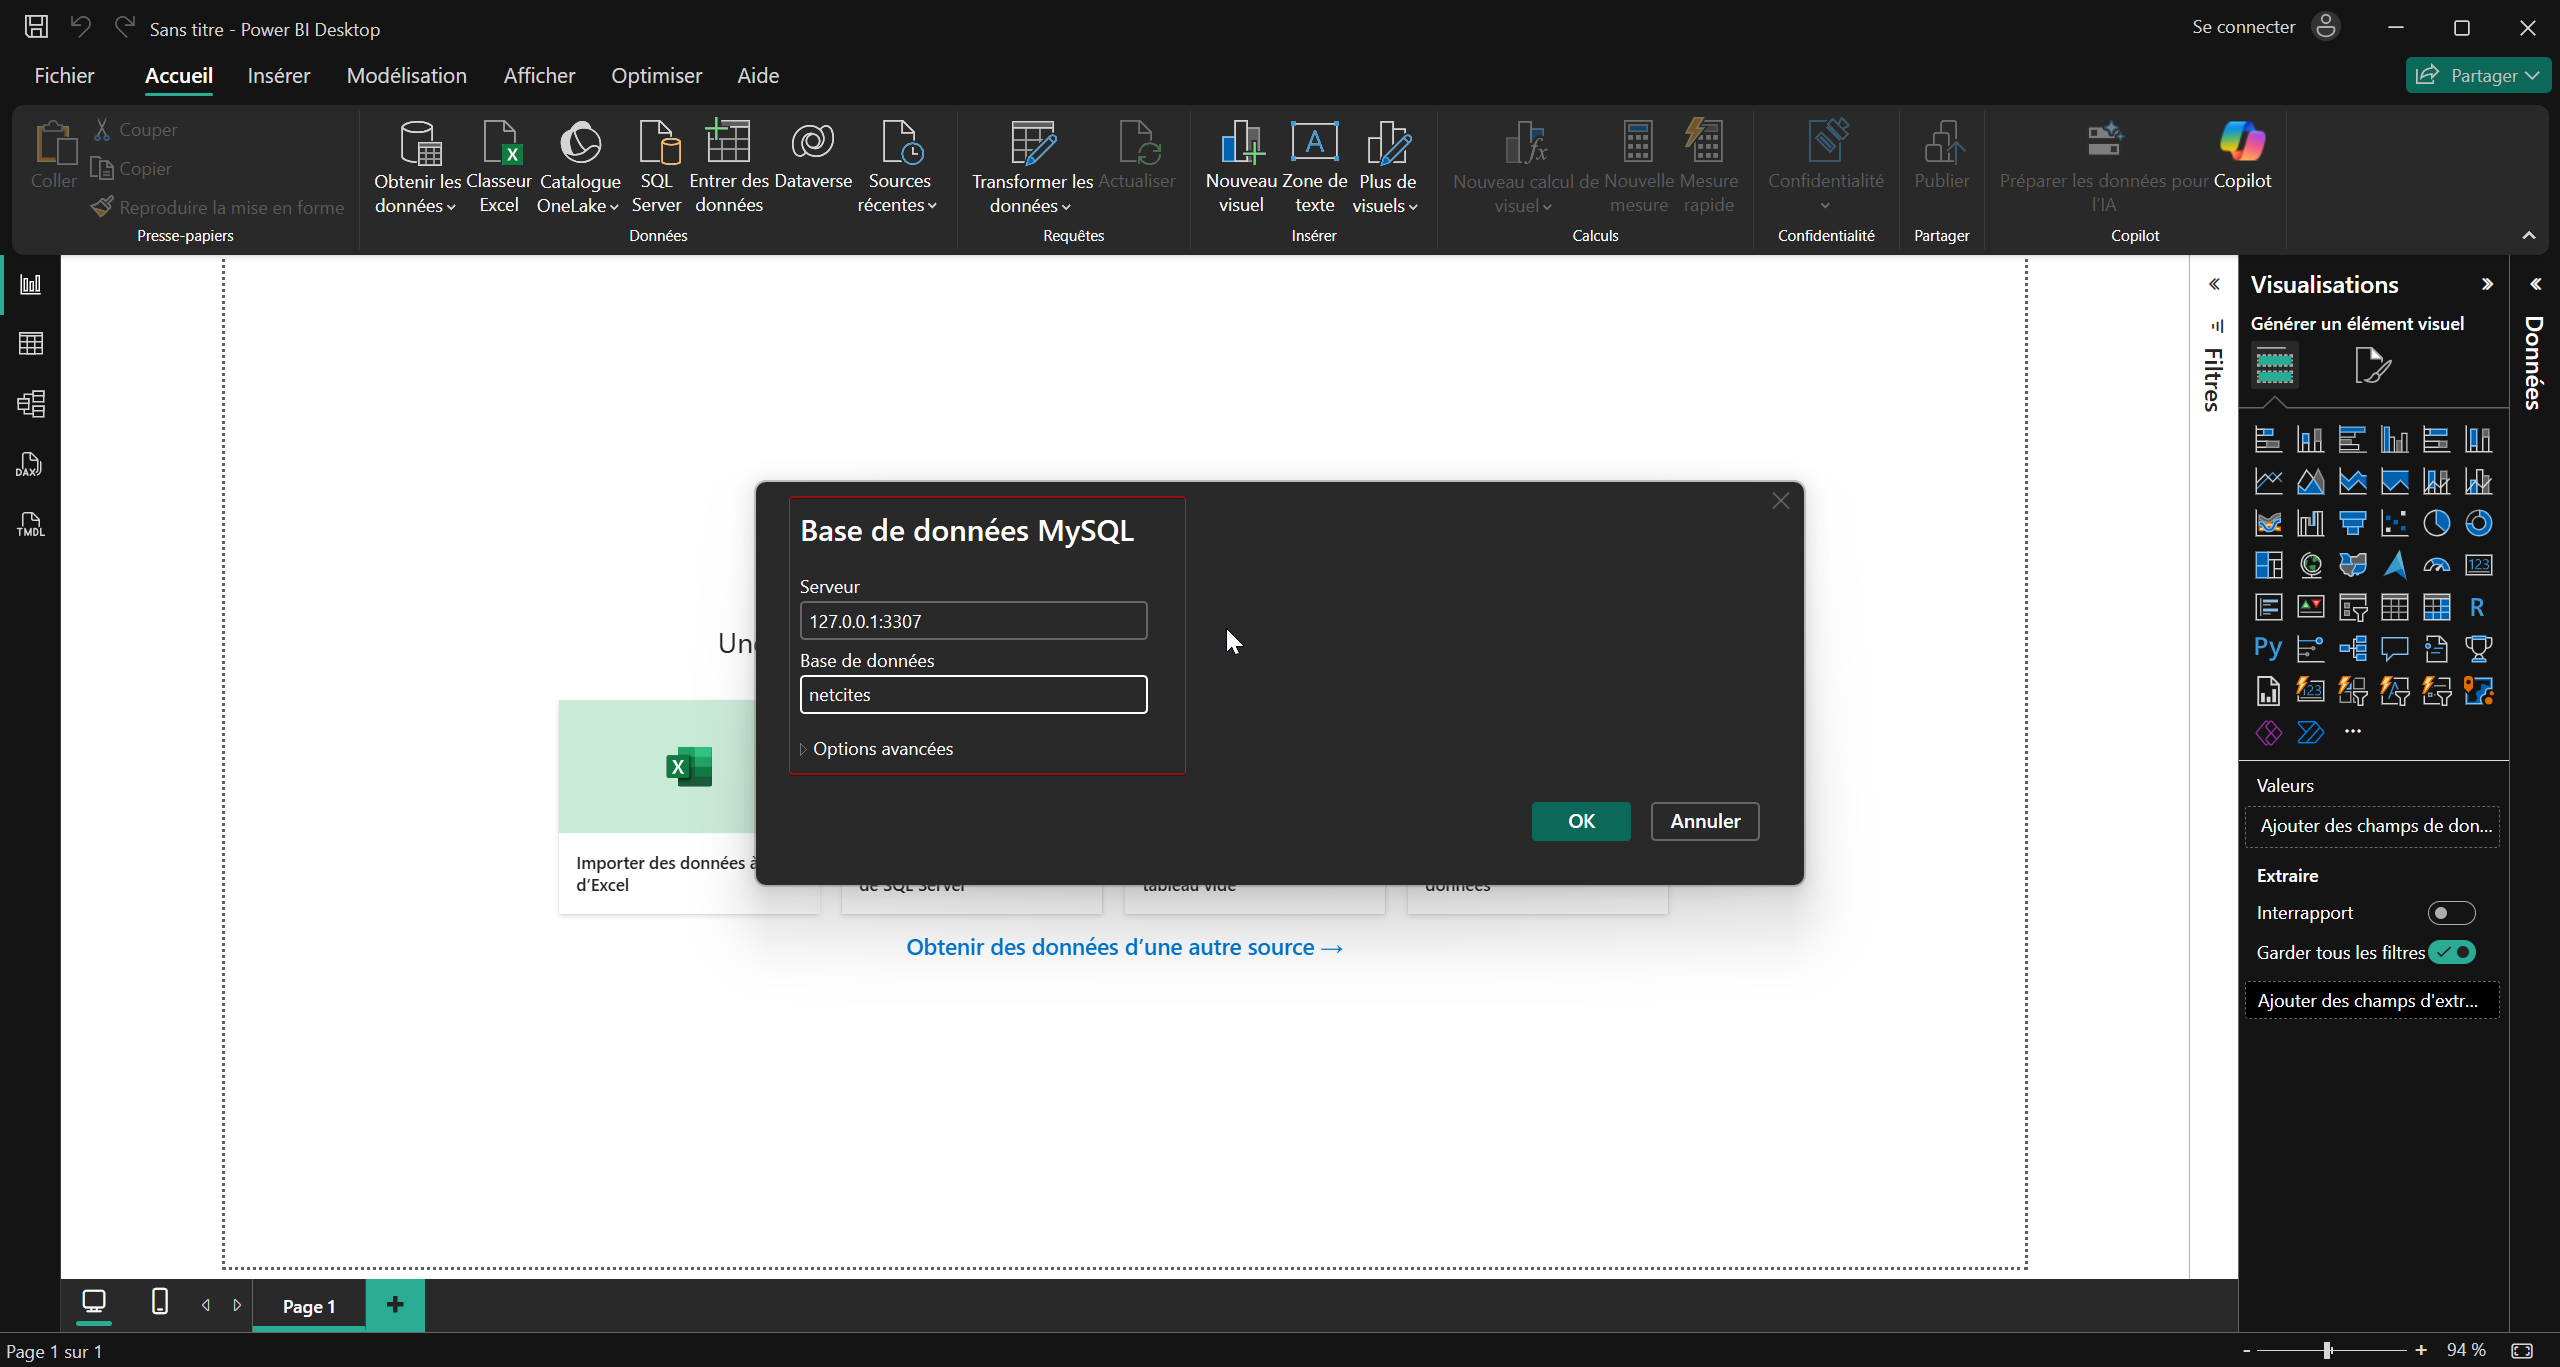 Sans titre - Power BI Desktop
Se connecter
Fichier
Accueil
Insérer
Modélisation
Afficher
Optimiser
Aide
Partager
Coller
Couper
Copier
Reproduire la mise en forme
Presse-papiers
Obtenir les
données
Classeur
Excel
Catalogue
OneLake
SQL
Server
Entrer des
données
Dataverse
Sources
récentes
Données
Transformer les
données
Actualiser
Requêtes
Nouveau
visuel
Zone de
texte
Plus de
visuels
Insérer
Nouveau calcul de
visuel
Nouvelle
mesure
Mesure
rapide
Calculs
Confidentialité
Confidentialité
Publier
Partager
Préparer les données pour
l'IA
Copilot
Copilot
DAX
TMDL
Base de données MySQL
Serveur
127.0.0.1:3307
Base de données
netcites
Options avancées
OK
Annuler
Importer des données
d'Excel
de SQL Server
tableau vide
données
Obtenir des données d'une autre source →
Filtres
Visualisations
Générer un élément visuel
123
R
Py
123
Valeurs
Ajouter des champs de don...
Extraire
Interrapport
Garder tous les filtres
Ajouter des champs d'extr...
Données
Page 1
+
Page 1 sur 1
-
+
94 %